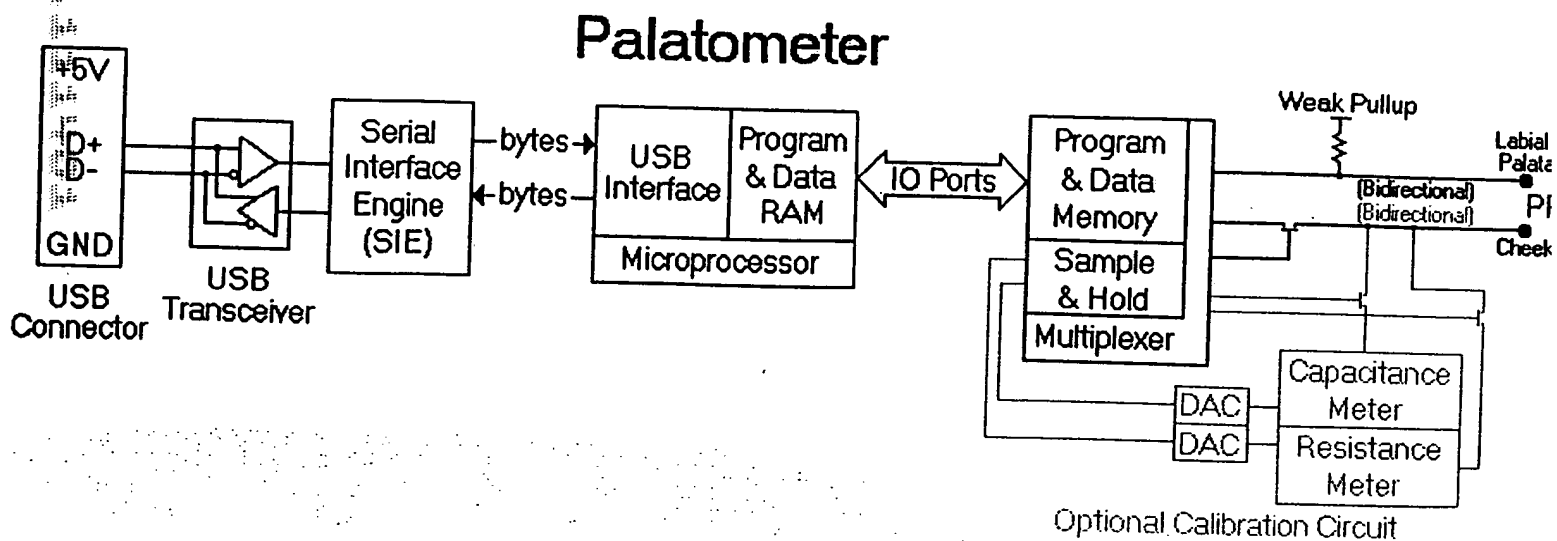 Palatometer
+5V
D+
D-
GND
USB
Connector
USB
Transceiver
Serial
Interface
Engine
(SIE)
bytes
bytes
USB
Interface
Program
& Data
RAM
Microprocessor
IO Ports
Program
& Data
Memory
Sample
& Hold
Multiplexer
Weak Pullup
Labial
Palata
(Bidirectional)
(Bidirectional)
Cheek
DAC
DAC
Capacitance
Meter
Resistance
Meter
Optional Calibration Circuit